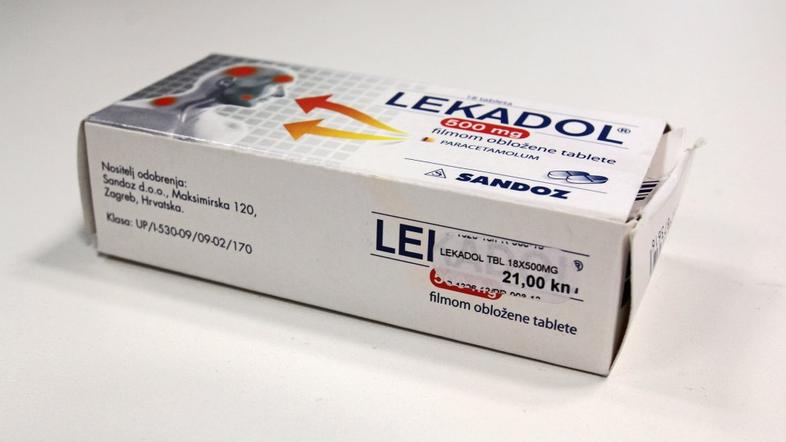 18 tableta
LEKADOL®
500 mg
filmom obložene tablete
PARACETAMOLUM
SANDOZ
Nositelj odobrenja:
Sandoz d.o.o., Maksimirska 120,
Zagreb, Hrvatska.
Klasa: UP/I-530-09/09-02/170
LEKADOL TBL 18X500MG
21,00 kn
filmom obložene tablete